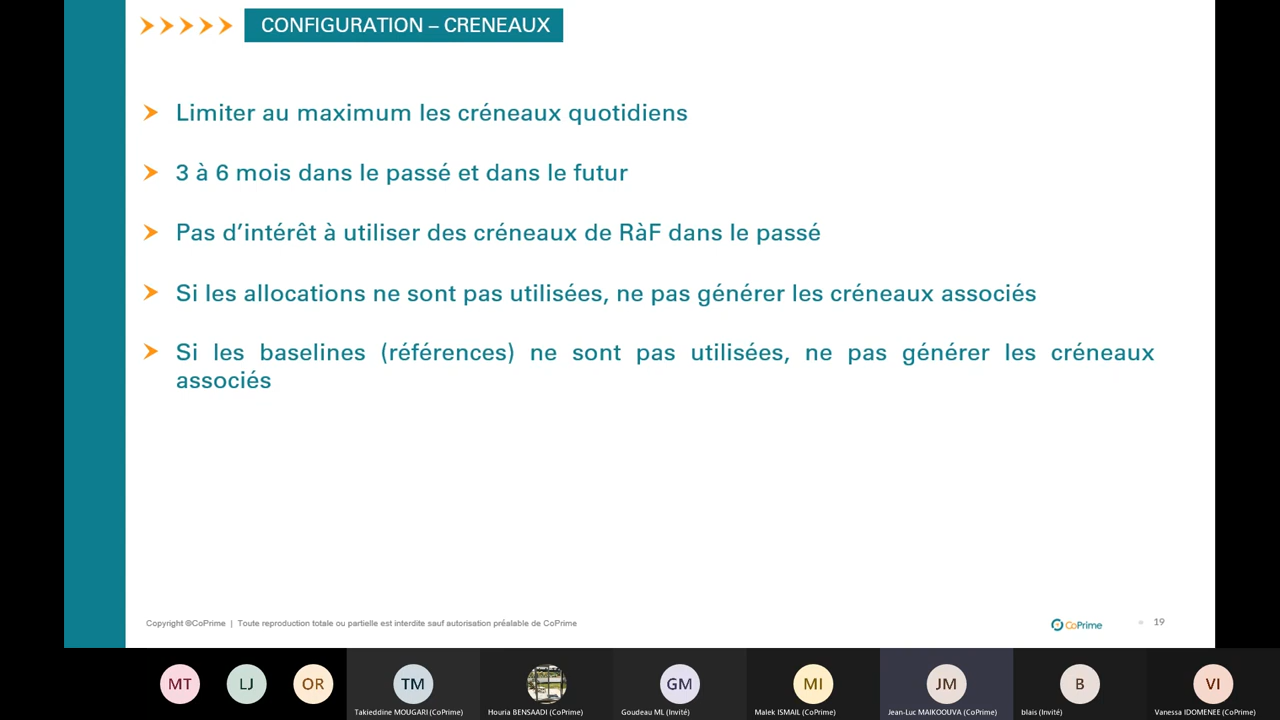 CONFIGURATION – CRENEAUX
Limiter au maximum les créneaux quotidiens
3 à 6 mois dans le passé et dans le futur
Pas d’intérêt à utiliser des créneaux de RàF dans le passé
Si les allocations ne sont pas utilisées, ne pas générer les créneaux associés
Si les baselines (références) ne sont pas utilisées, ne pas générer les créneaux
associés
Copyright ©CoPrime | Toute reproduction totale ou partielle est interdite sauf autorisation préalable de CoPrime
CoPrime
19
MT LJ OR TM GM MI JM B VI
Takieddine MOUGARI (CoPrime) Houria BENSAADI (CoPrime) Goudeau ML (Invité) Malek ISMAIL (CoPrime) Jean-Luc MAIKOOUVA (CoPrime) blais (Invité) Vanessa IDOMENEE (CoPrime)